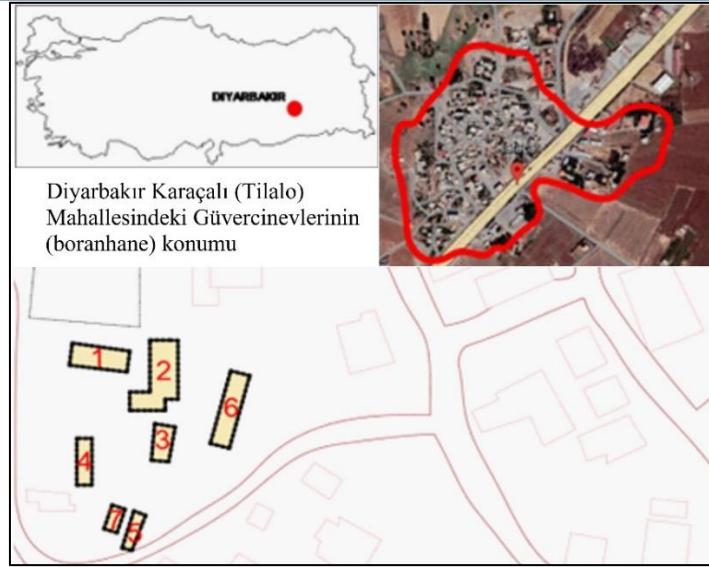 DIYARBAKIR
Diyarbakır Karaçalı (Tilalo)
Mahallesindeki Güvercinevlerinin
(boranhane) konumu
1
2
6
3
4
7
5